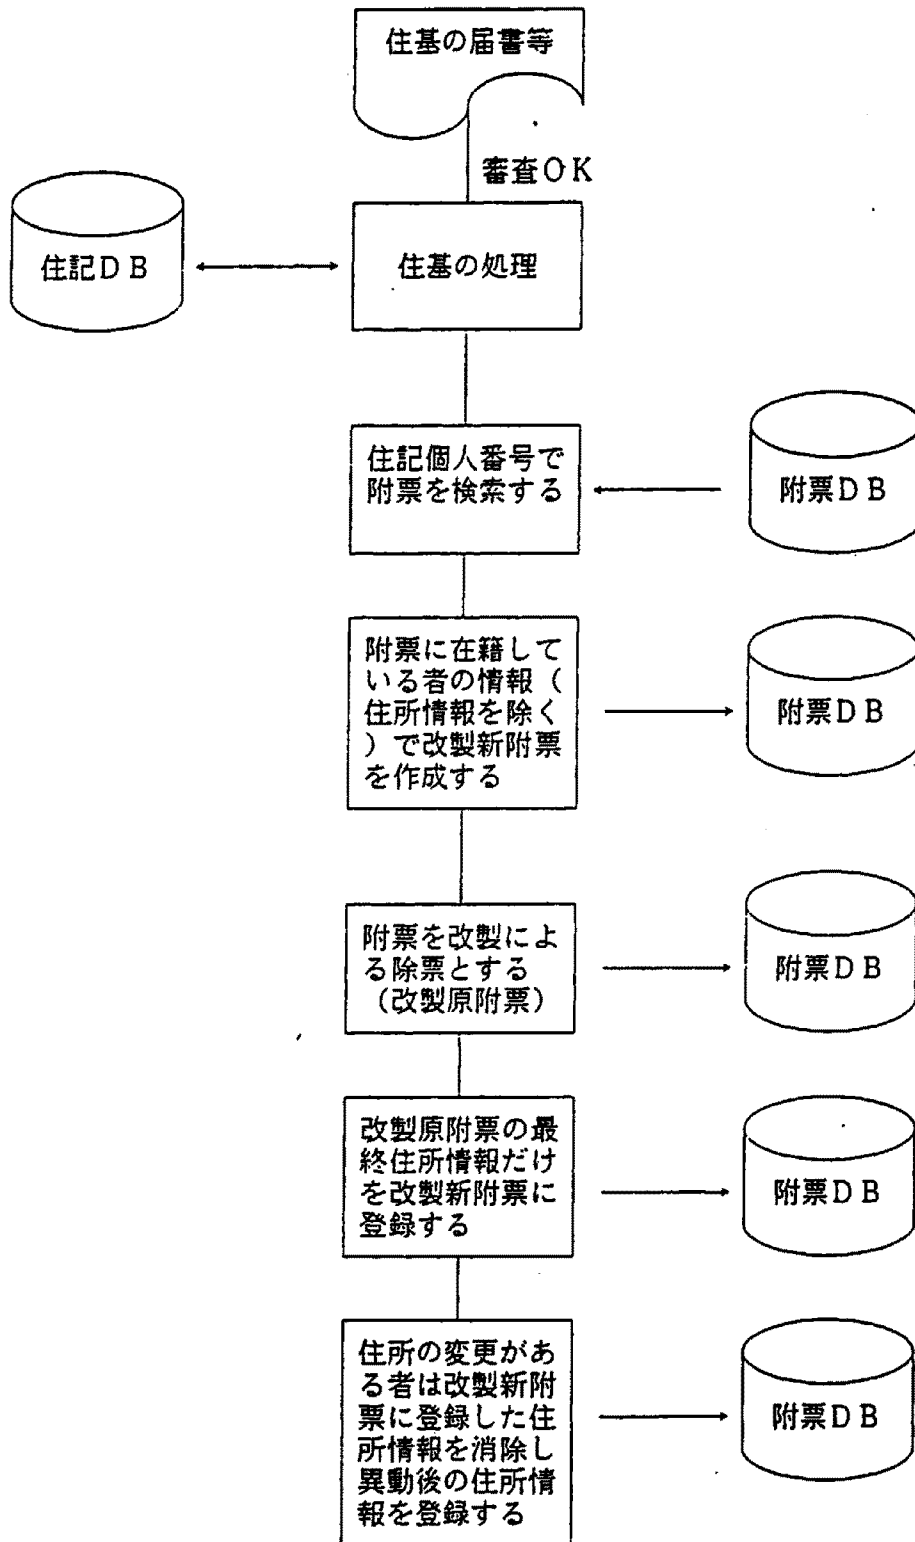 住基の届書等
審査OK
住記DB
住基の処理
住記個人番号で
附票を検索する
附票DB
附票に在籍して
いる者の情報（
住所情報を除く
）で改製新附票
を作成する
附票DB
附票を改製によ
る除票とする
（改製原附票）
附票DB
改製原附票の最
終住所情報だけ
を改製新附票に
登録する
附票DB
住所の変更があ
る者は改製新附
票に登録した住
所情報を消除し
異動後の住所情
報を登録する
附票DB